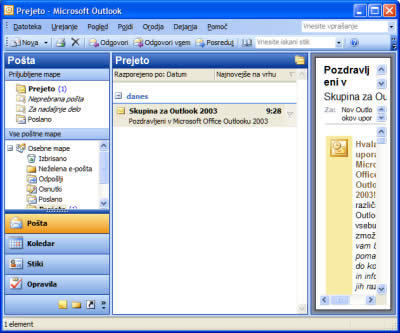 Prejeto - Microsoft Outlook
Datoteka Urejanje Pogled Pojdi Orodja Dejanja Pomoč
Vnesite vprašanje
Nova Odgovori Odgovori vsem Posreduj Vnesite iskani stik
Pošta
Priljubljene mape
Prejeto (1)
Neprebrana pošta
Za nadaljnje delo
Poslano
Vse poštne mape
Osebne mape
Izbrisano
Neželena e-pošta
Odpošlji
Osnutki
Poslano
Prejeto (1)
Pošta
Koledar
Stiki
Opravila
Prejeto
Razporejeno po: Datum Najnovejše na vrhu
danes
Skupina za Outlook 2003 9:28
Pozdravljeni v Microsoft Office Outlooku 2003
Pozdravlj
eni v
Skupina za Ou
Za: Nov Outlo
okov upor
Hvala
upora
Micro
Office
Outlo
2003!
različi
Outlo
vsebu
zmož
vam b
poma
do ko
in info
jih raz
1 element